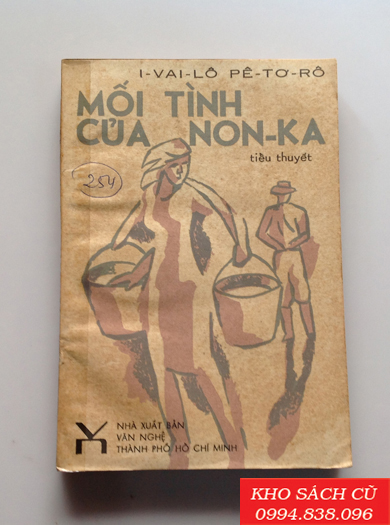 I-VAI-LÔ PÊ-TƠ-RÔ
MỐI TÌNH
CỦA NON-KA
tiểu thuyết
254
NHÀ XUẤT BẢN
VĂN NGHỆ
THÀNH PHỐ HỒ CHÍ MINH
KHO SÁCH CŨ
0994.838.096